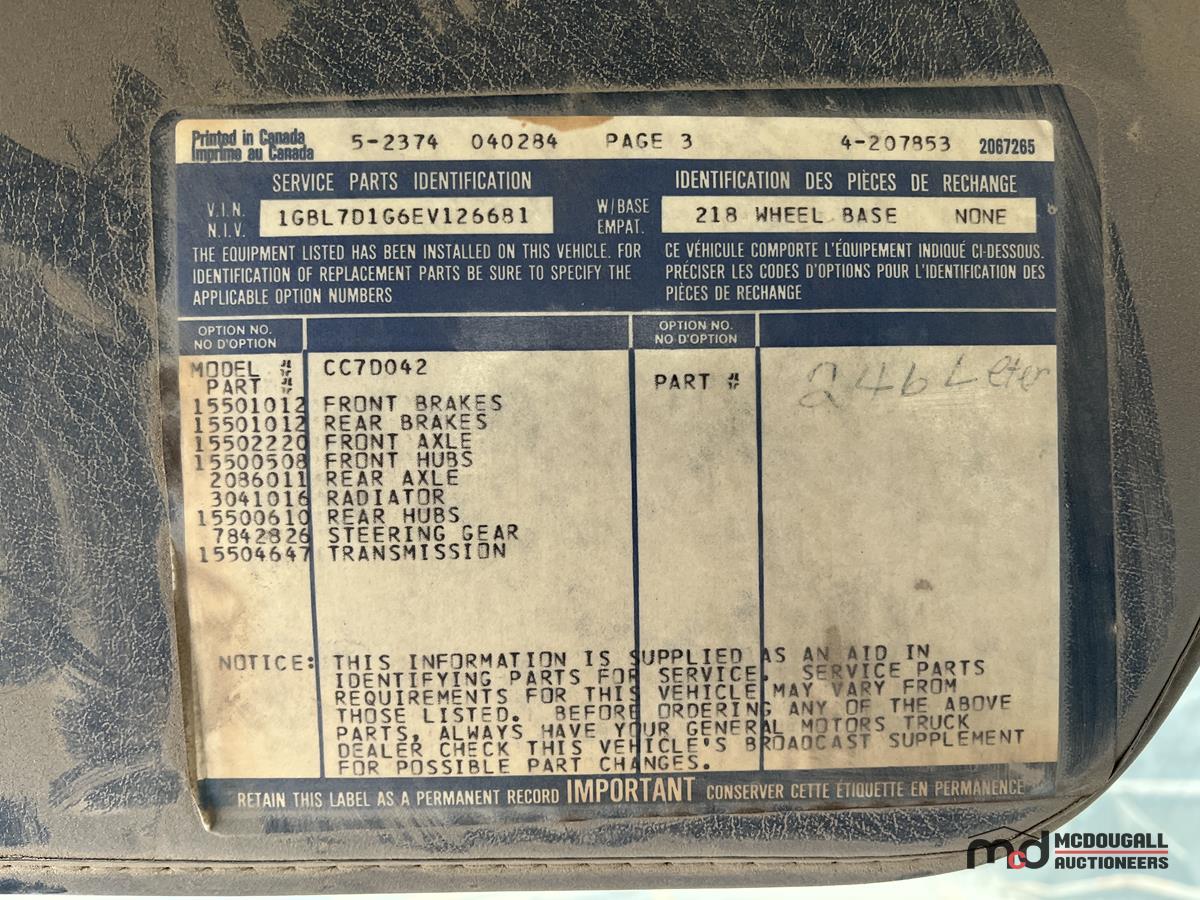 Printed in Canada
Imprimé au Canada
5-2374 040284 PAGE 3 4-207853 2067265
SERVICE PARTS IDENTIFICATION
IDENTIFICATION DES PIÈCES DE RECHANGE
V.I.N.
N.I.V.
1GBL7D1G6EV126681
W/BASE
EMPAT.
218 WHEEL BASE NONE
THE EQUIPMENT LISTED HAS BEEN INSTALLED ON THIS VEHICLE. FOR
IDENTIFICATION OF REPLACEMENT PARTS BE SURE TO SPECIFY THE
APPLICABLE OPTION NUMBERS
CE VÉHICULE COMPORTE L'ÉQUIPEMENT INDIQUÉ CI-DESSOUS.
PRÉCISER LES CODES D'OPTIONS POUR L'IDENTIFICATION DES
PIÈCES DE RECHANGE
OPTION NO.
NO D'OPTION
OPTION NO.
NO D'OPTION
MODEL # CC7D042
PART #
15501012 FRONT BRAKES
15501012 REAR BRAKES
15502220 FRONT AXLE
15500508 FRONT HUBS
2086011 REAR AXLE
3041016 RADIATOR
15500610 REAR HUBS
7842826 STEERING GEAR
15504647 TRANSMISSION
PART #
246 Leter
NOTICE: THIS INFORMATION IS SUPPLIED AS AN AID IN
IDENTIFYING PARTS FOR SERVICE. SERVICE PARTS
REQUIREMENTS FOR THIS VEHICLE MAY VARY FROM
THOSE LISTED. BEFORE ORDERING ANY OF THE ABOVE
PARTS, ALWAYS HAVE YOUR GENERAL MOTORS TRUCK
DEALER CHECK THIS VEHICLE'S BROADCAST SUPPLEMENT
FOR POSSIBLE PART CHANGES.
RETAIN THIS LABEL AS A PERMANENT RECORD IMPORTANT CONSERVER CETTE ÉTIQUETTE EN PERMANENCE
mcd MCDOUGALL
AUCTIONEERS